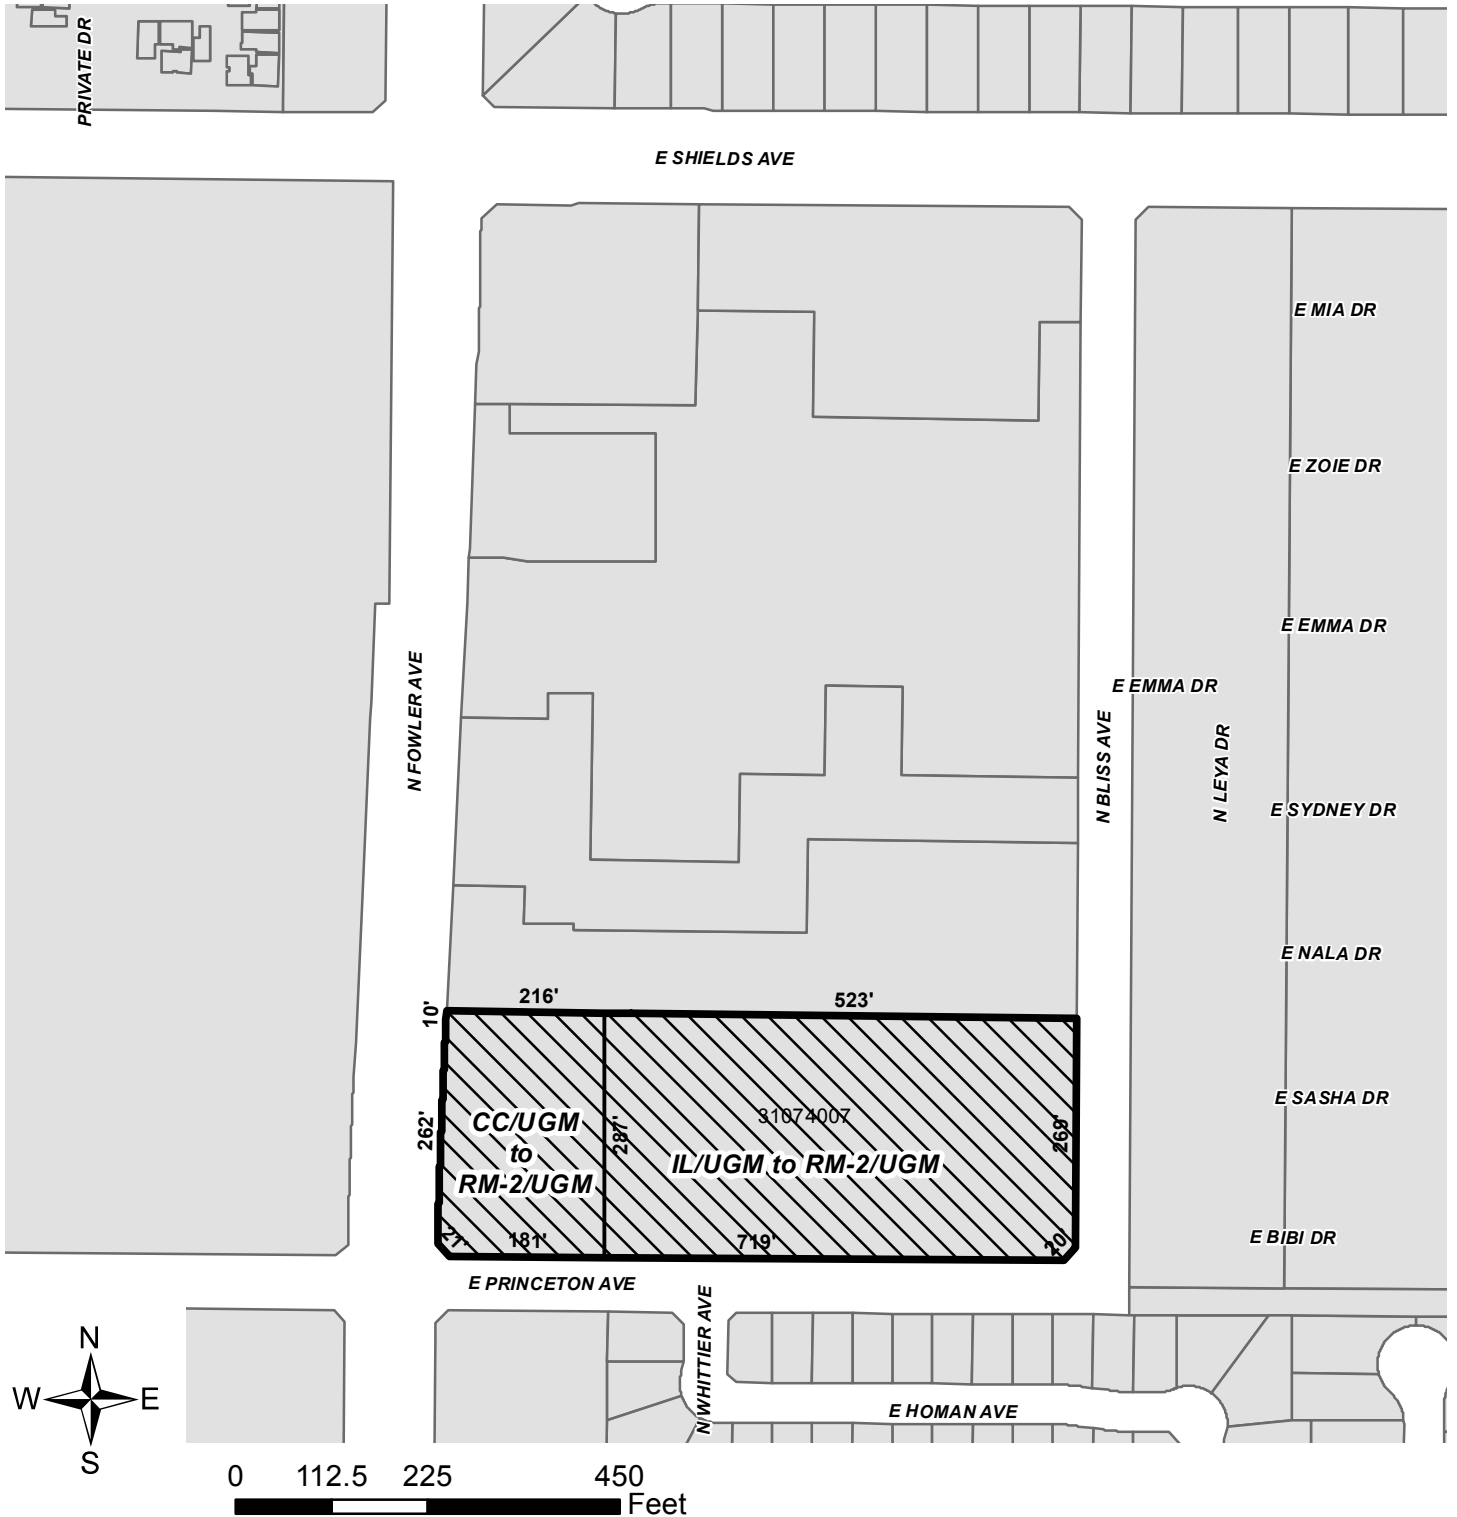 PRIVATE DR
E SHIELDS AVE
E MIA DR
E ZOIE DR
E EMMA DR
N FOWLER AVE
E EMMA DR
N BLISS AVE
N LEYA DR
E SYDNEY DR
E NALA DR
10'
216'
523'
262'
CC/UGM
to
RM-2/UGM
287'
31074007
IL/UGM to RM-2/UGM
269'
E SASHA DR
21'
181'
719'
20'
E BIBI DR
E PRINCETON AVE
N WHITTIER AVE
E HOMAN AVE
N
W E
S
0 112.5 225 450
Feet